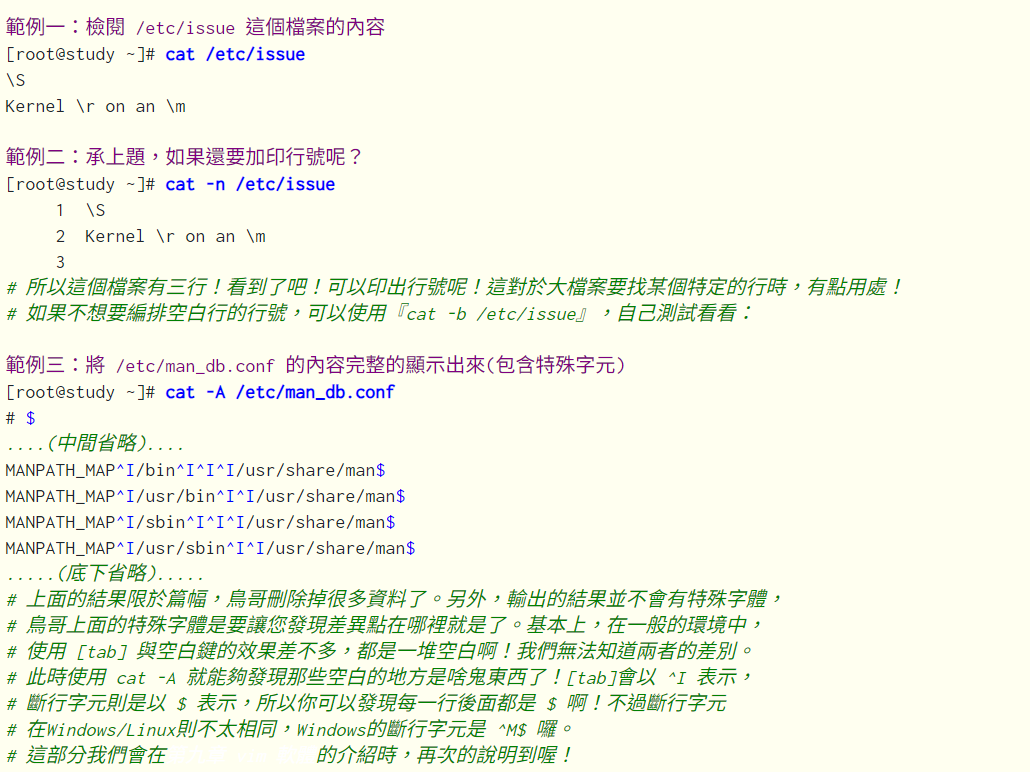 範例一：檢閱 /etc/issue 這個檔案的內容
[root@study ~]# cat /etc/issue
\S
Kernel \r on an \m
範例二：承上題，如果還要加印行號呢？
[root@study ~]# cat -n /etc/issue
     1  \S
     2  Kernel \r on an \m
     3
# 所以這個檔案有三行！看到了吧！可以印出行號呢！這對於大檔案要找某個特定的行時，有點用處！
# 如果不想要編排空白行的行號，可以使用『cat -b /etc/issue』，自己測試看看：
範例三：將 /etc/man_db.conf 的內容完整的顯示出來(包含特殊字元)
[root@study ~]# cat -A /etc/man_db.conf
# $
....(中間省略)....
MANPATH_MAP^I/bin^I^I^I/usr/share/man$
MANPATH_MAP^I/usr/bin^I^I/usr/share/man$
MANPATH_MAP^I/sbin^I^I^I/usr/share/man$
MANPATH_MAP^I/usr/sbin^I^I/usr/share/man$
.....(底下省略).....
# 上面的結果限於篇幅，鳥哥刪除掉很多資料了。另外，輸出的結果並不會有特殊字體，
# 鳥哥上面的特殊字體是要讓您發現差異點在哪裡就是了。基本上，在一般的環境中，
# 使用 [tab] 與空白鍵的效果差不多，都是一堆空白啊！我們無法知道兩者的差別。
# 此時使用 cat -A 就能夠發現那些空白的地方是啥鬼東西了！[tab]會以 ^I 表示，
# 斷行字元則是以 $ 表示，所以你可以發現每一行後面都是 $ 啊！不過斷行字元
# 在Windows/Linux則不太相同，Windows的斷行字元是 ^M$ 囉。
# 這部分我們會在 的介紹時，再次的說明到喔！